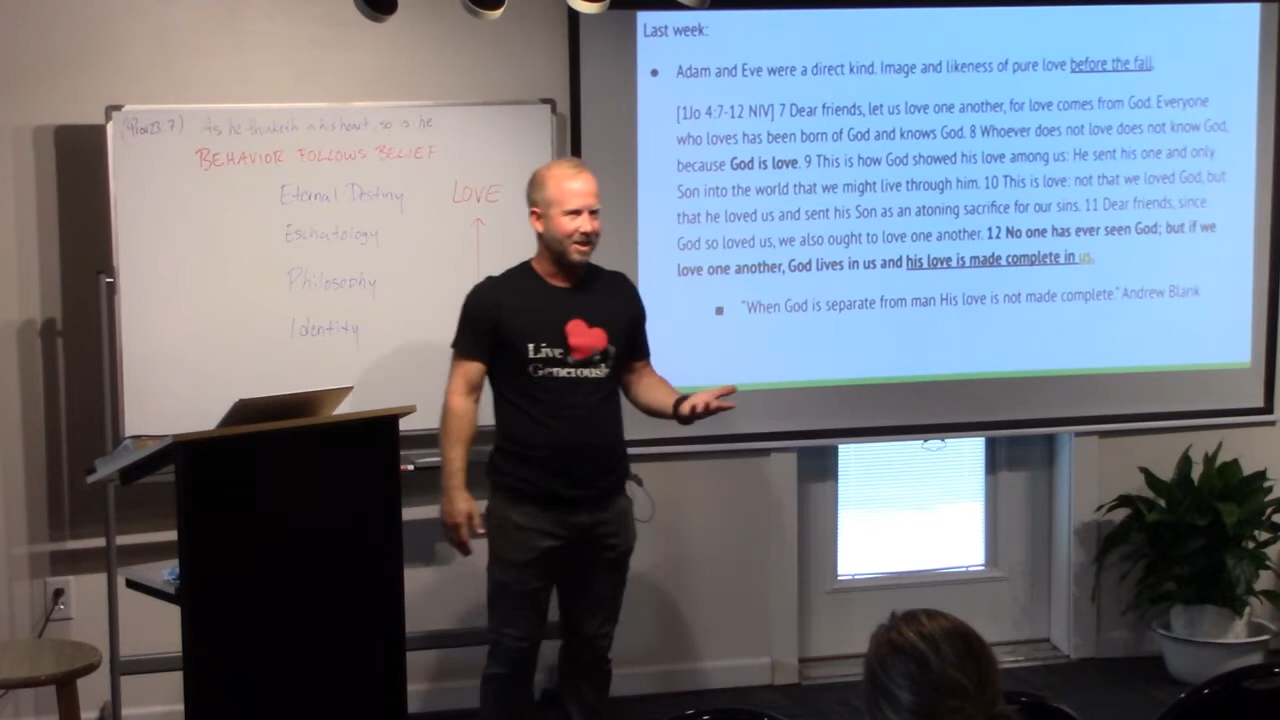 (Prov 23:7) As he thinketh in his heart, so is he
BEHAVIOR FOLLOWS BELIEF
Eternal Destiny
LOVE
Eschatology
Philosophy
Identity
Live
Generously
Last week:
Adam and Eve were a direct kind. Image and likeness of pure love before the fall.
[1Jo 4:7-12 NIV] 7 Dear friends, let us love one another, for love comes from God. Everyone
who loves has been born of God and knows God. 8 Whoever does not love does not know God,
because God is love. 9 This is how God showed his love among us: He sent his one and only
Son into the world that we might live through him. 10 This is love: not that we loved God, but
that he loved us and sent his Son as an atoning sacrifice for our sins. 11 Dear friends, since
God so loved us, we also ought to love one another. 12 No one has ever seen God; but if we
love one another, God lives in us and his love is made complete in us.
"When God is separate from man His love is not made complete." Andrew Blank